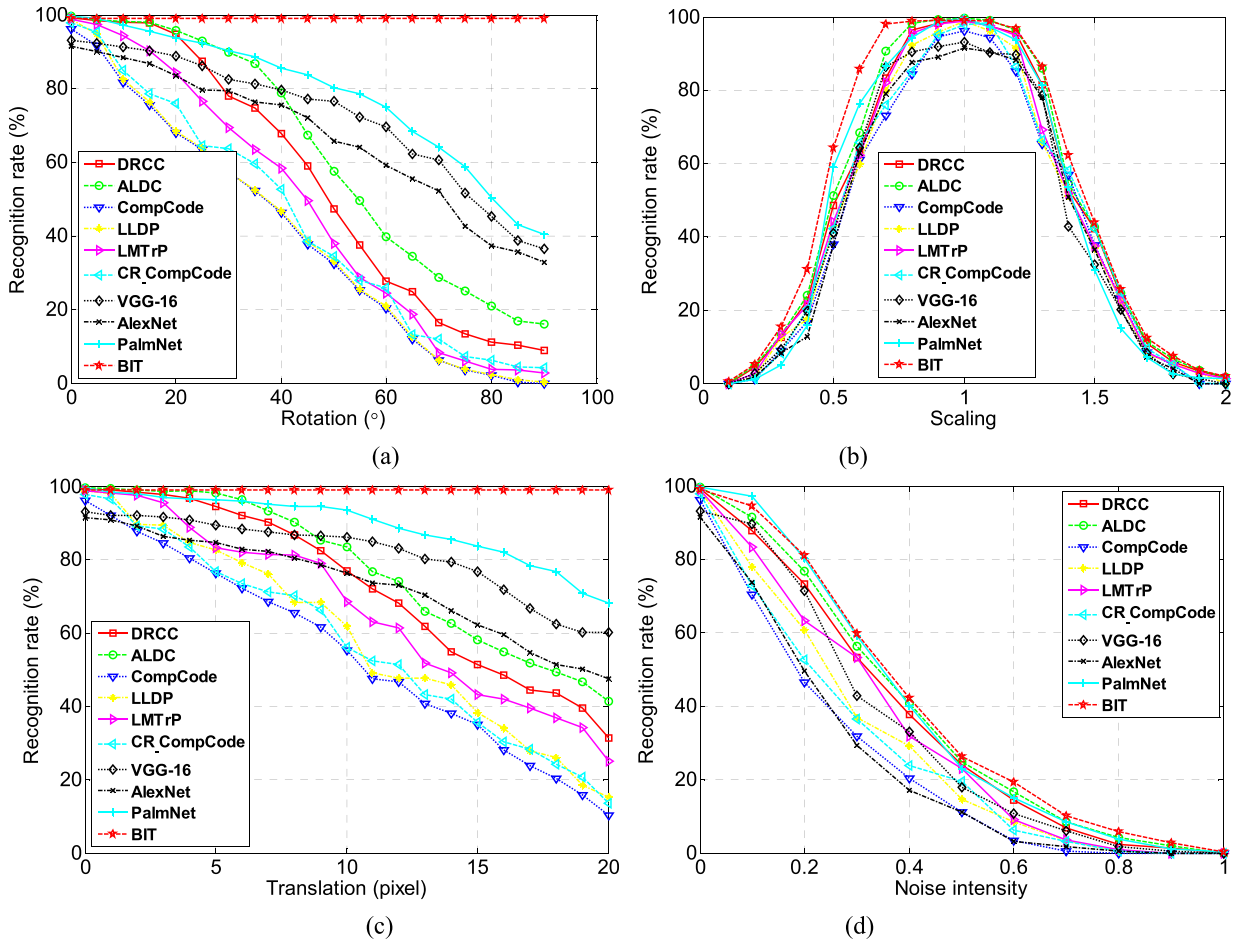 100
80
60
40
20
0
Recognition rate (%)
DRCC
ALDC
CompCode
LLDP
LMTrP
CR_CompCode
VGG-16
AlexNet
PalmNet
BIT
0 20 40 60 80 100
Rotation (°)
(a)
100
80
60
40
20
0
Recognition rate (%)
DRCC
ALDC
CompCode
LLDP
LMTrP
CR_CompCode
VGG-16
AlexNet
PalmNet
BIT
0 0.5 1 1.5 2
Scaling
(b)
100
80
60
40
20
0
Recognition rate (%)
DRCC
ALDC
CompCode
LLDP
LMTrP
CR_CompCode
VGG-16
AlexNet
PalmNet
BIT
0 5 10 15 20
Translation (pixel)
(c)
100
80
60
40
20
0
Recognition rate (%)
DRCC
ALDC
CompCode
LLDP
LMTrP
CR_CompCode
VGG-16
AlexNet
PalmNet
BIT
0 0.2 0.4 0.6 0.8 1
Noise intensity
(d)